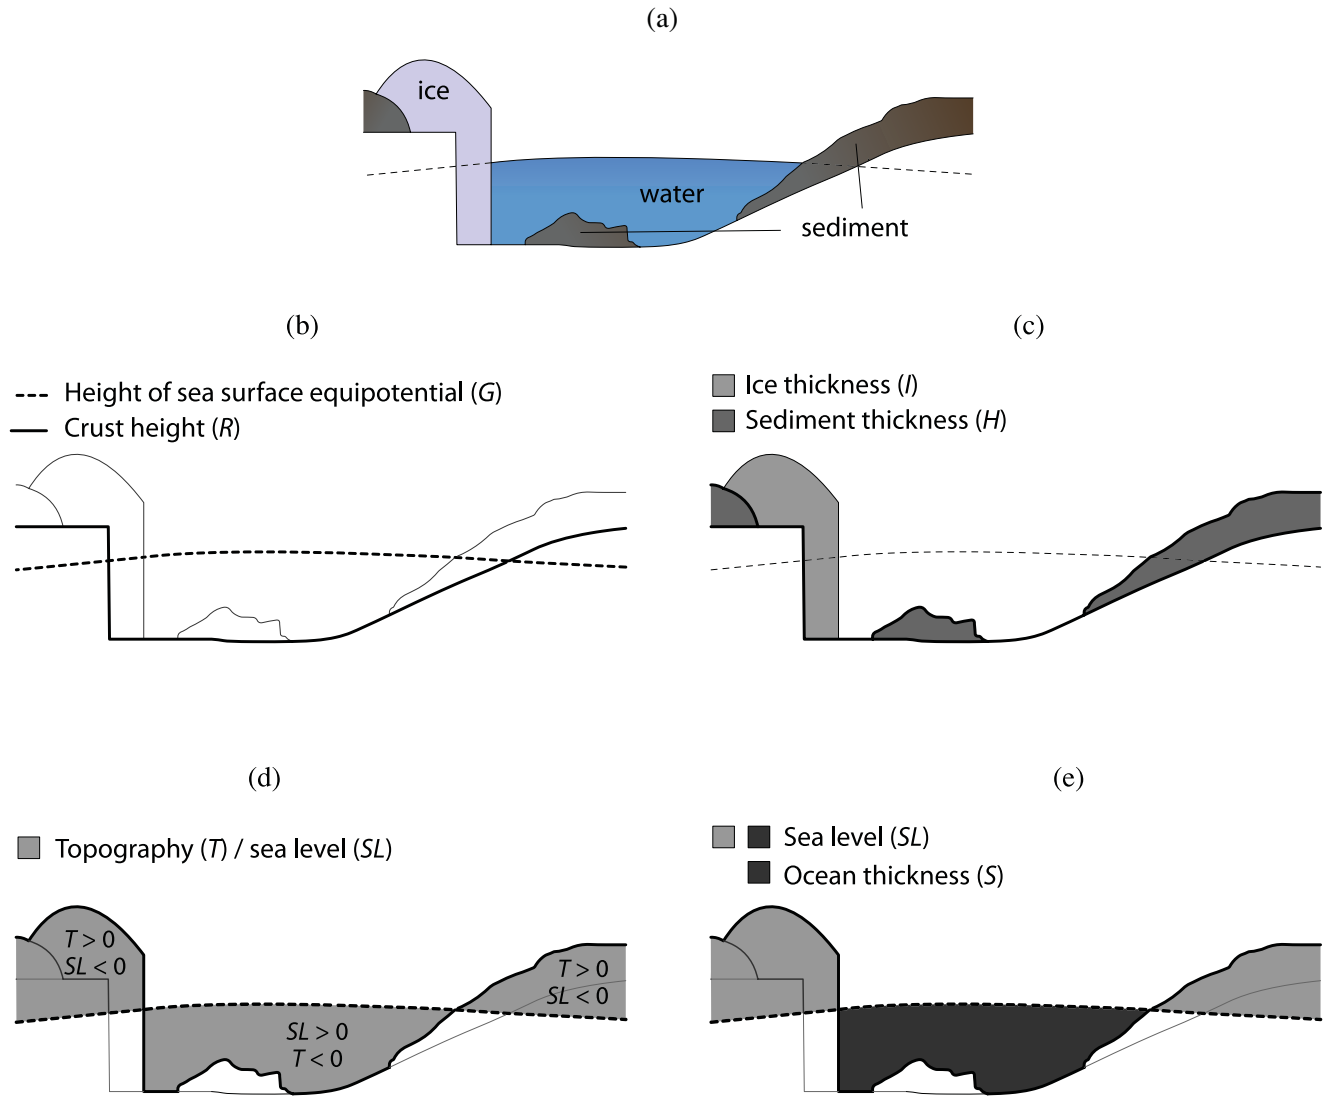 (a)
ice
water
sediment
(b)
Height of sea surface equipotential (G)
Crust height (R)
(c)
Ice thickness (I)
Sediment thickness (H)
(d)
Topography (T) / sea level (SL)
T > 0
SL < 0
SL > 0
T < 0
T > 0
SL < 0
(e)
Sea level (SL)
Ocean thickness (S)